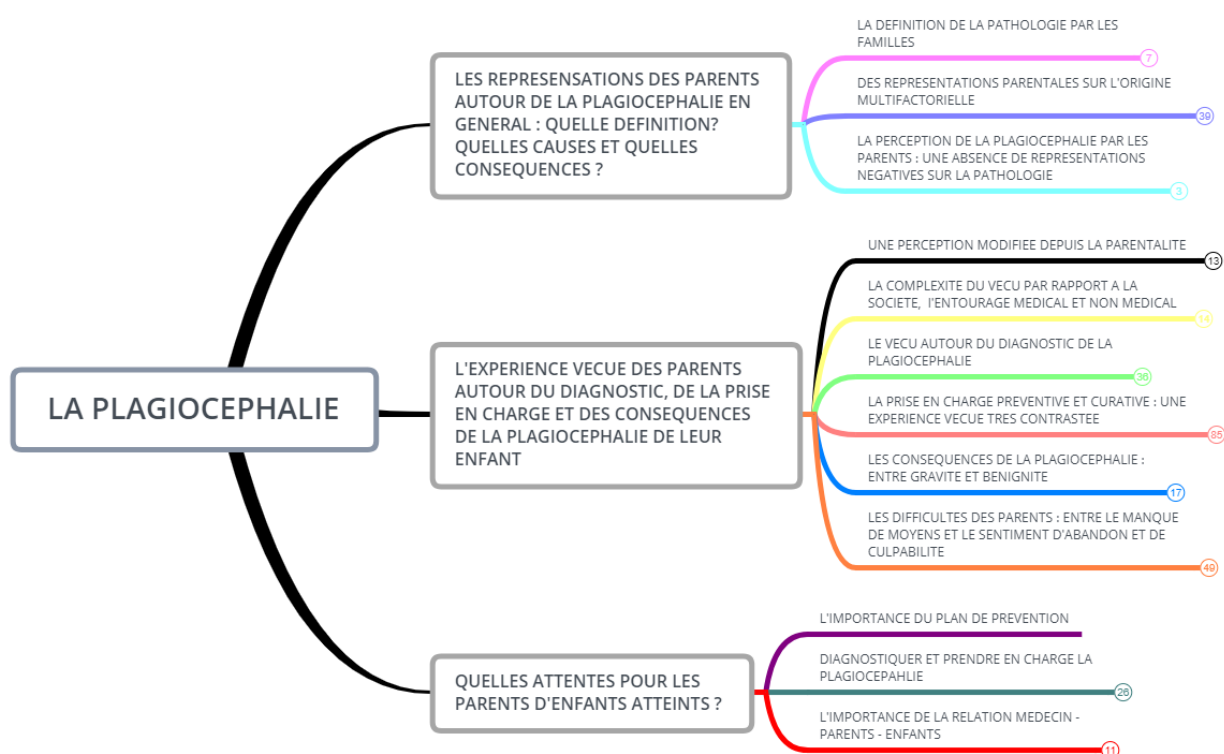 LA PLAGIOCEPHALIE
LES REPRESENSATIONS DES PARENTS
AUTOUR DE LA PLAGIOCEPHALIE EN
GENERAL : QUELLE DEFINITION?
QUELLES CAUSES ET QUELLES
CONSEQUENCES ?
LA DEFINITION DE LA PATHOLOGIE PAR LES
FAMILLES
7
DES REPRESENTATIONS PARENTALES SUR L'ORIGINE
MULTIFACTORIELLE
39
LA PERCEPTION DE LA PLAGIOCEPHALIE PAR LES
PARENTS : UNE ABSENCE DE REPRESENTATIONS
NEGATIVES SUR LA PATHOLOGIE
3
L'EXPERIENCE VECUE DES PARENTS
AUTOUR DU DIAGNOSTIC, DE LA PRISE
EN CHARGE ET DES CONSEQUENCES
DE LA PLAGIOCEPHALIE DE LEUR
ENFANT
UNE PERCEPTION MODIFIEE DEPUIS LA PARENTALITE
13
LA COMPLEXITE DU VECU PAR RAPPORT A LA
SOCIETE, l'ENTOURAGE MEDICAL ET NON MEDICAL
LE VECU AUTOUR DU DIAGNOSTIC DE LA
PLAGIOCEPHALIE
36
LA PRISE EN CHARGE PREVENTIVE ET CURATIVE : UNE
EXPERIENCE VECUE TRES CONTRASTEE
85
LES CONSEQUENCES DE LA PLAGIOCEPHALIE :
ENTRE GRAVITE ET BENIGNITE
17
LES DIFFICULTES DES PARENTS : ENTRE LE MANQUE
DE MOYENS ET LE SENTIMENT D'ABANDON ET DE
CULPABILITE
49
QUELLES ATTENTES POUR LES
PARENTS D'ENFANTS ATTEINTS ?
L'IMPORTANCE DU PLAN DE PREVENTION
DIAGNOSTIQUER ET PRENDRE EN CHARGE LA
PLAGIOCEPAHLIE
26
L'IMPORTANCE DE LA RELATION MEDECIN -
PARENTS - ENFANTS
11